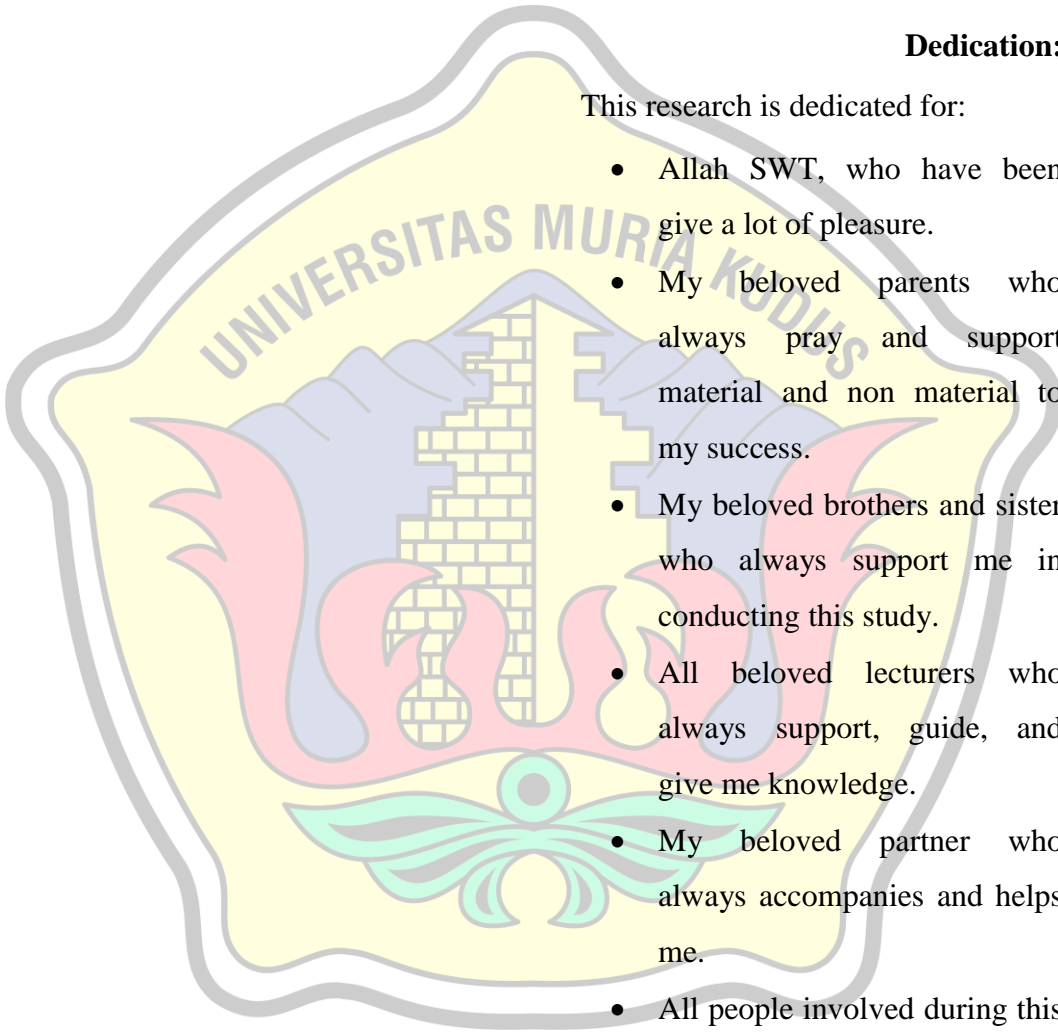 Dedication:
This research is dedicated for:
• Allah SWT, who have been
give a lot of pleasure.
• My beloved parents who
always pray and support
material and non material to
my success.
• My beloved brothers and sister
who always support me in
conducting this study.
• All beloved lecturers who
always support, guide, and
give me knowledge.
• My beloved partner who
always accompanies and helps
me.
• All people involved during this
UNIVERSITAS MURIA KUDUS